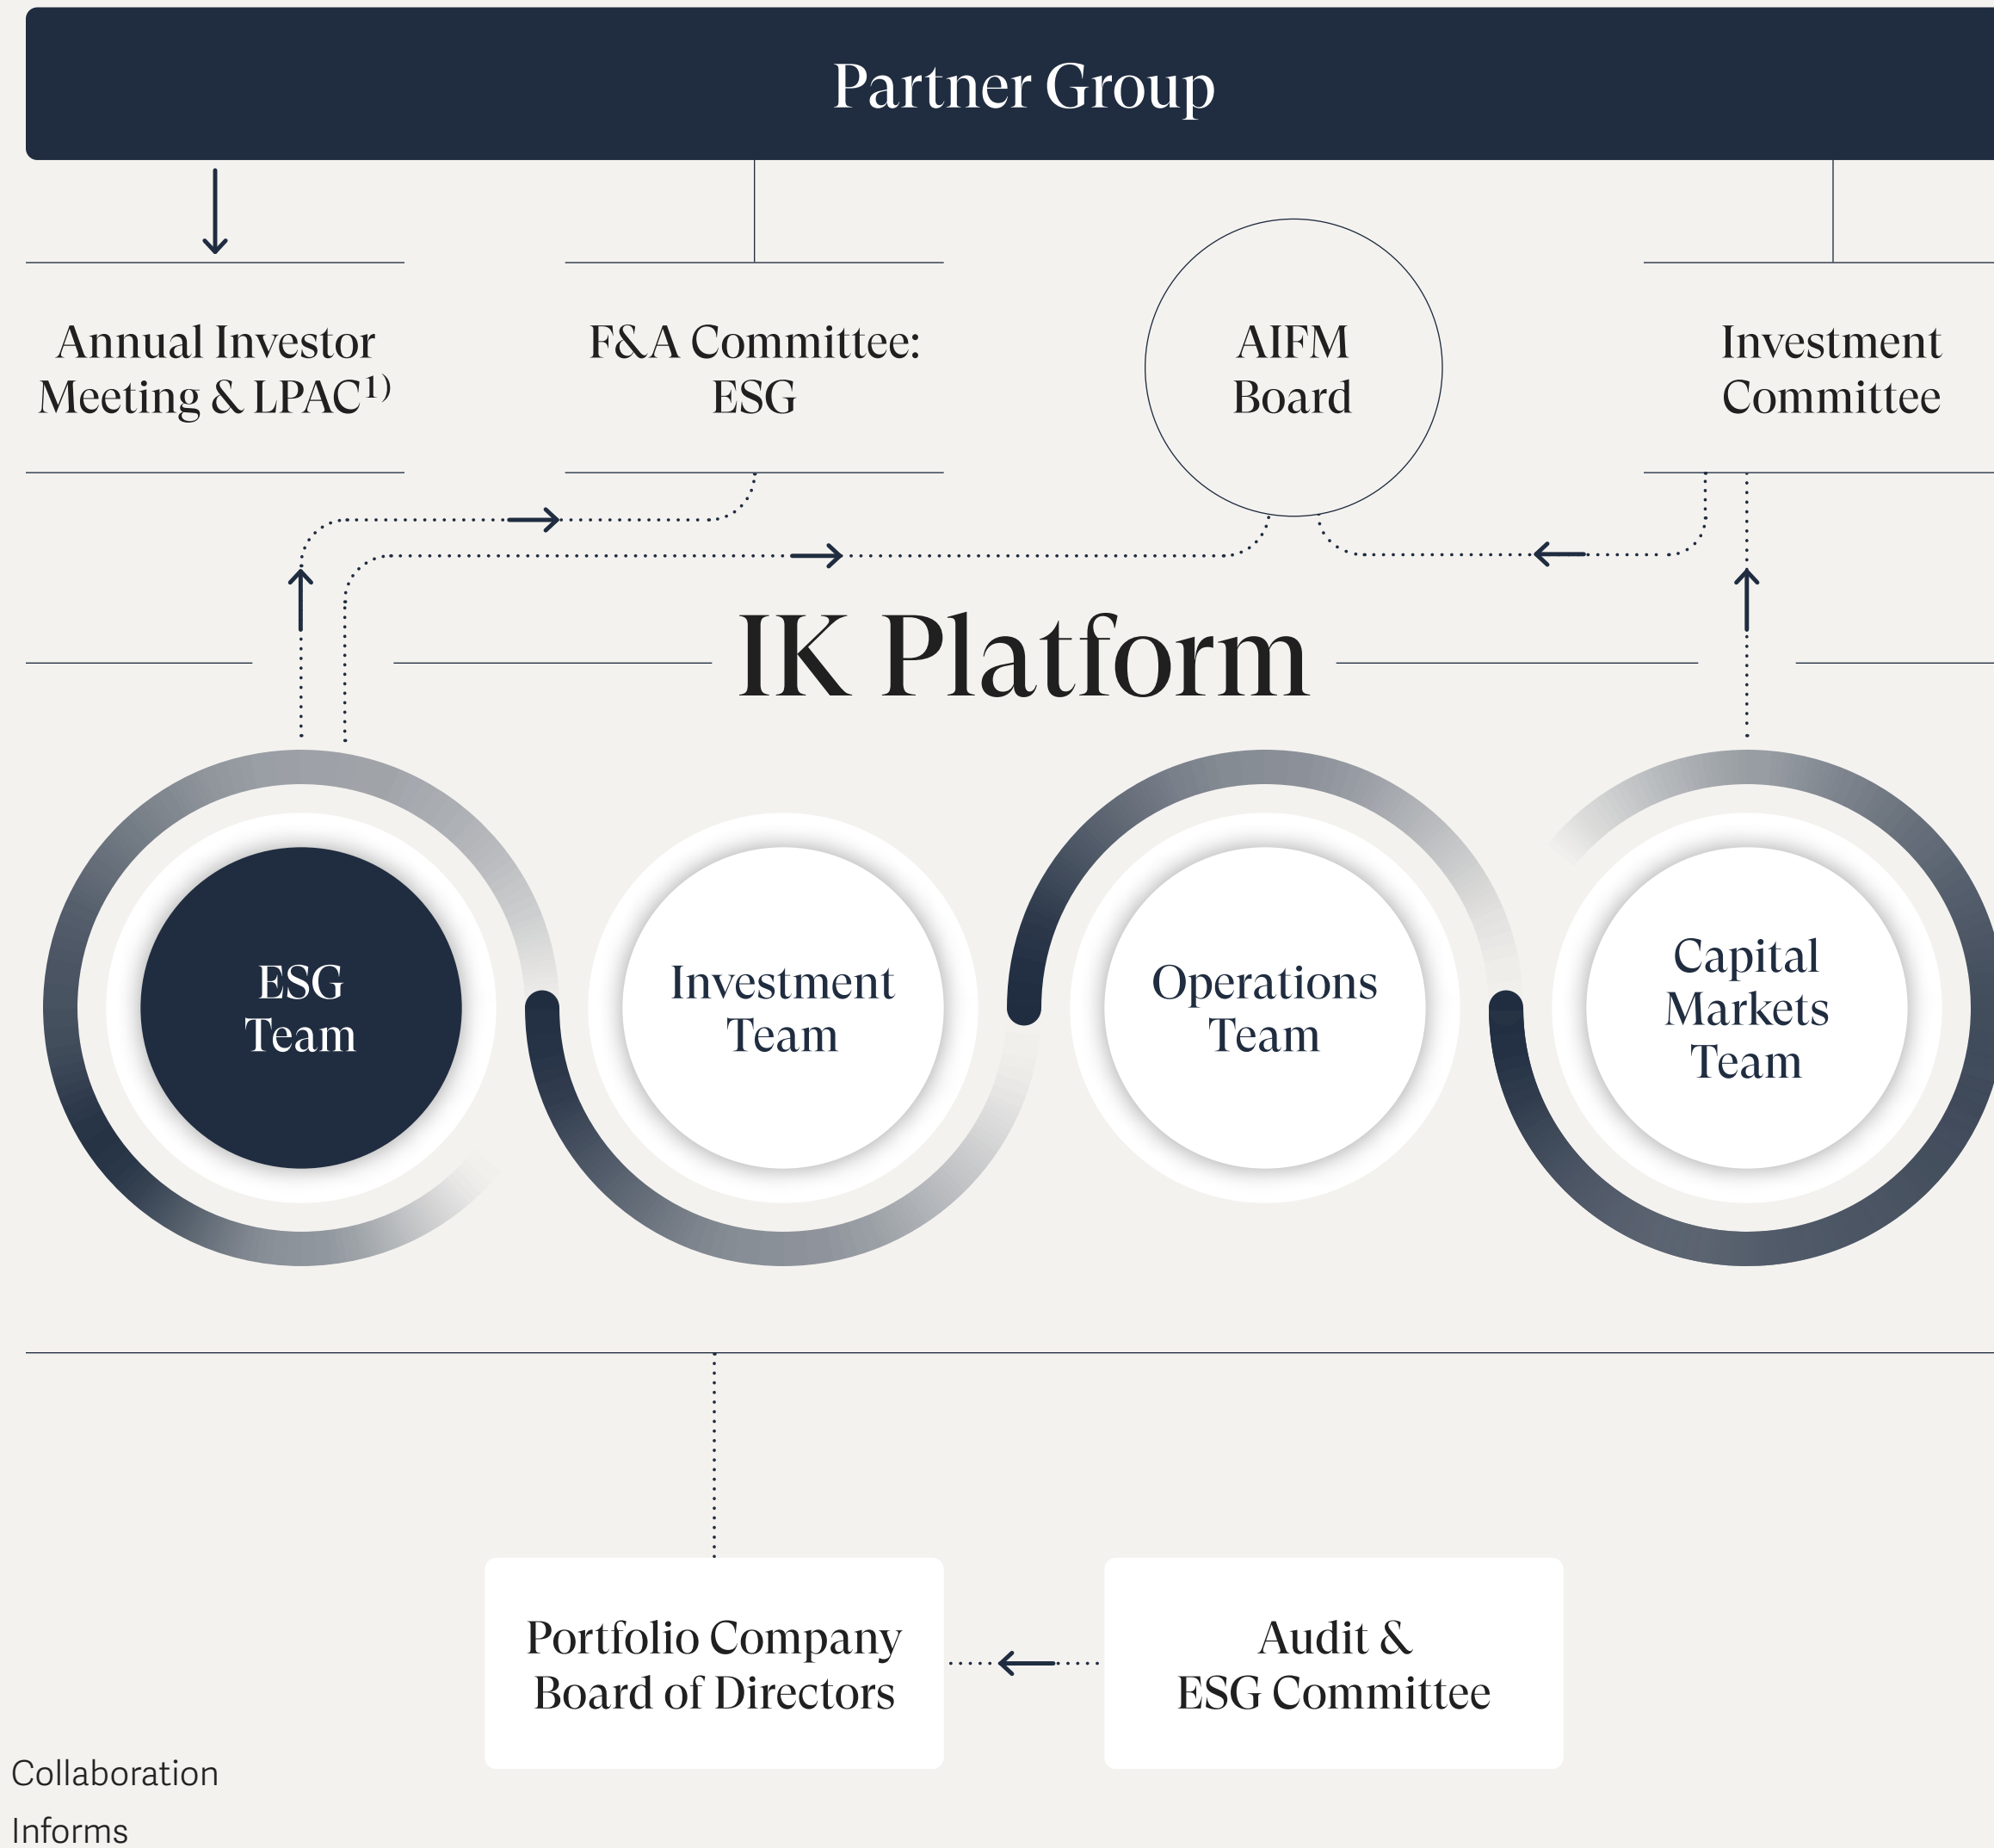 Partner Group
Annual Investor
Meeting & LPAC¹⁾
F&A Committee:
ESG
AIFM
Board
Investment
Committee
IK Platform
ESG
Team
Investment
Team
Operations
Team
Capital
Markets
Team
Portfolio Company
Board of Directors
Audit &
ESG Committee
Collaboration
Informs